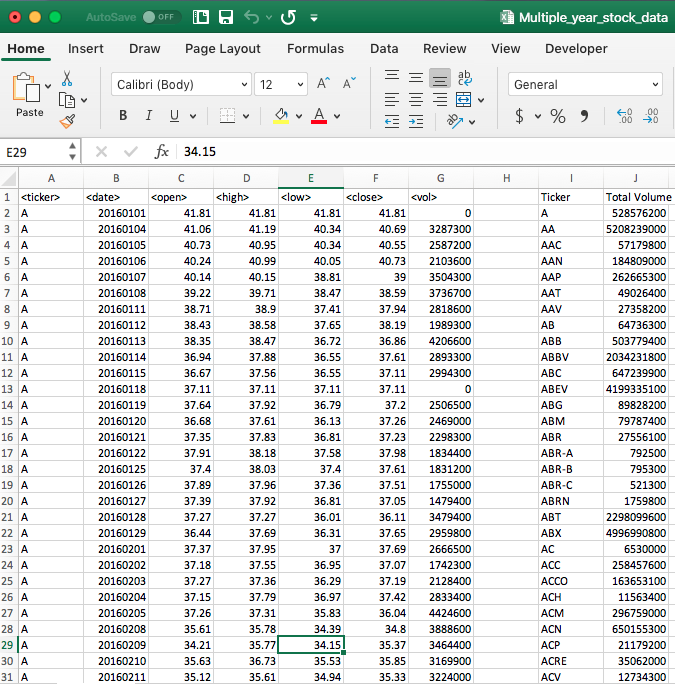 AutoSave OFF Multiple_year_stock_data
Home Insert Draw Page Layout Formulas Data Review View Developer
Calibri (Body) 12 A A ab General
Paste B I U A $ % .00 .00
E29 fx 34.15
A B C D E F G H I J
1 <ticker> <date> <open> <high> <low> <close> <vol> Ticker Total Volume
2 A 20160101 41.81 41.81 41.81 41.81 0 A 528576200
3 A 20160104 41.06 41.19 40.34 40.69 3287300 AA 5208239000
4 A 20160105 40.73 40.95 40.34 40.55 2587200 AAC 57179800
5 A 20160106 40.24 40.99 40.05 40.73 2103600 AAN 184809000
6 A 20160107 40.14 40.15 38.81 39 3504300 AAP 262665300
7 A 20160108 39.22 39.71 38.47 38.59 3736700 AAT 49026400
8 A 20160111 38.71 38.9 37.41 37.94 2818600 AAV 27358200
9 A 20160112 38.43 38.58 37.65 38.19 1989300 AB 64736300
10 A 20160113 38.35 38.47 36.72 36.86 4206600 ABB 503779400
11 A 20160114 36.94 37.88 36.55 37.61 2893300 ABBV 2034231800
12 A 20160115 36.67 37.56 36.55 37.11 2994300 ABC 647239900
13 A 20160118 37.11 37.11 37.11 37.11 0 ABEV 4199335100
14 A 20160119 37.64 37.92 36.79 37.2 2506500 ABG 89828200
15 A 20160120 36.68 37.61 36.13 37.26 2469000 ABM 79787400
16 A 20160121 37.35 37.83 36.81 37.23 2298300 ABR 27556100
17 A 20160122 37.91 38.18 37.58 37.98 1834400 ABR-A 792500
18 A 20160125 37.4 38.03 37.4 37.61 1831200 ABR-B 795300
19 A 20160126 37.89 37.96 37.36 37.51 1755000 ABR-C 521300
20 A 20160127 37.39 37.92 36.81 37.05 1479400 ABRN 1759800
21 A 20160128 37.27 37.27 36.01 36.11 3479400 ABT 2298099600
22 A 20160129 36.44 37.69 36.31 37.65 2959800 ABX 4996990800
23 A 20160201 37.37 37.95 37 37.69 2666500 AC 6530000
24 A 20160202 37.18 37.55 36.95 37.07 1742300 ACC 258457600
25 A 20160203 37.27 37.36 36.29 37.19 2128400 ACCO 163653100
26 A 20160204 37.15 37.79 36.97 37.42 2833400 ACH 11563400
27 A 20160205 37.26 37.31 35.83 36.04 4424600 ACM 296759000
28 A 20160208 35.61 35.78 34.39 34.8 3888600 ACN 650155300
29 A 20160209 34.21 35.77 34.15 35.37 3464400 ACP 21179200
30 A 20160210 35.63 36.73 35.53 35.85 3169900 ACRE 35062000
31 A 20160211 35.12 35.61 34.94 35.33 3224000 ACV 12734300